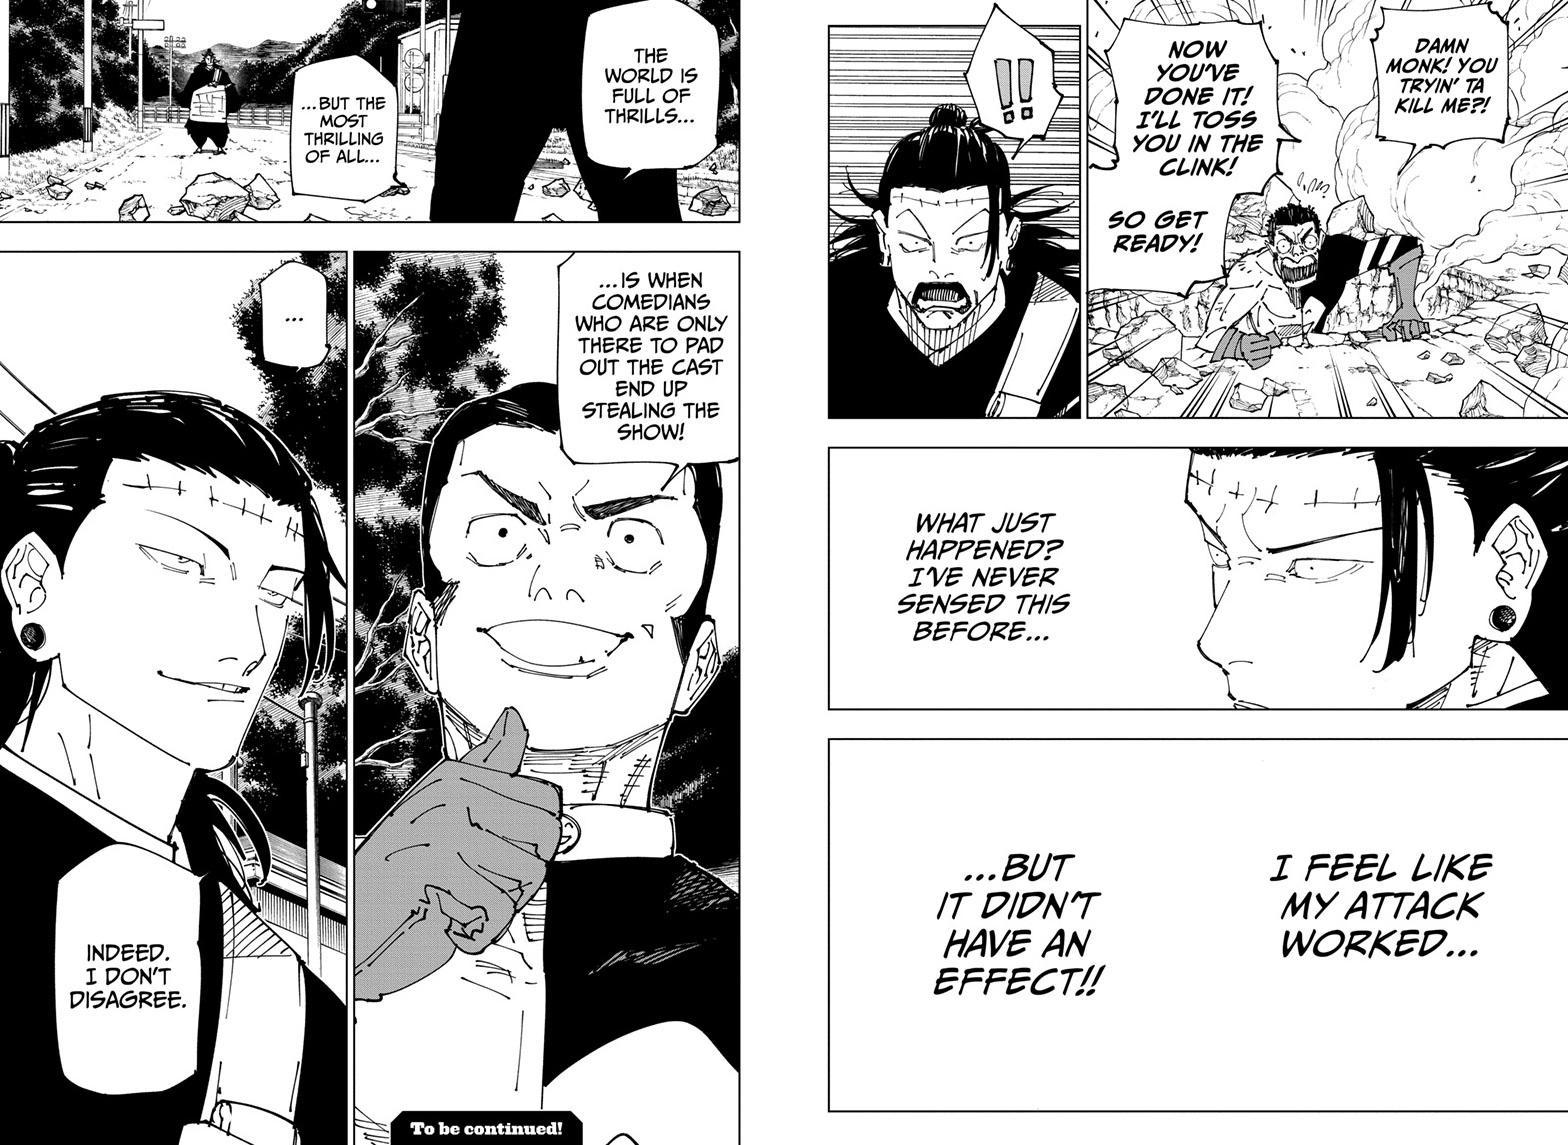 DAMN
MONK! YOU
TRYIN' TA
KILL ME?!
NOW
YOU'VE
DONE IT!
I'LL TOSS
YOU IN THE
CLINK!
SO GET
READY!
!!
WHAT JUST
HAPPENED?
I'VE NEVER
SENSED THIS
BEFORE...
I FEEL LIKE
MY ATTACK
WORKED...
...BUT
IT DIDN'T
HAVE AN
EFFECT!!
THE
WORLD IS
FULL OF
THRILLS...
...BUT THE
MOST
THRILLING
OF ALL...
...IS WHEN
COMEDIANS
WHO ARE ONLY
THERE TO PAD
OUT THE CAST
END UP
STEALING THE
SHOW!
...
INDEED.
I DON'T
DISAGREE.
To be continued!